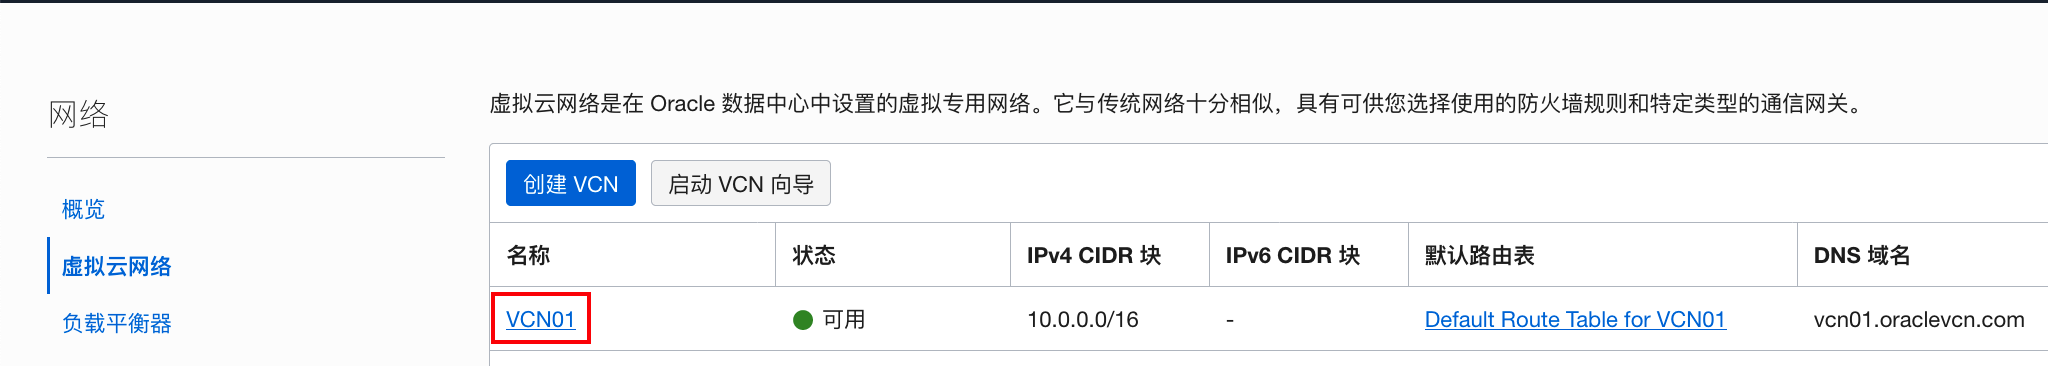 网络
概览
虚拟云网络
负载平衡器
虚拟云网络是在 Oracle 数据中心中设置的虚拟专用网络。它与传统网络十分相似，具有可供您选择使用的防火墙规则和特定类型的通信网关。
创建 VCN 启动 VCN 向导
名称 状态 IPv4 CIDR 块 IPv6 CIDR 块 默认路由表 DNS 域名
VCN01 可用 10.0.0.0/16 - Default Route Table for VCN01 vcn01.oraclevcn.com